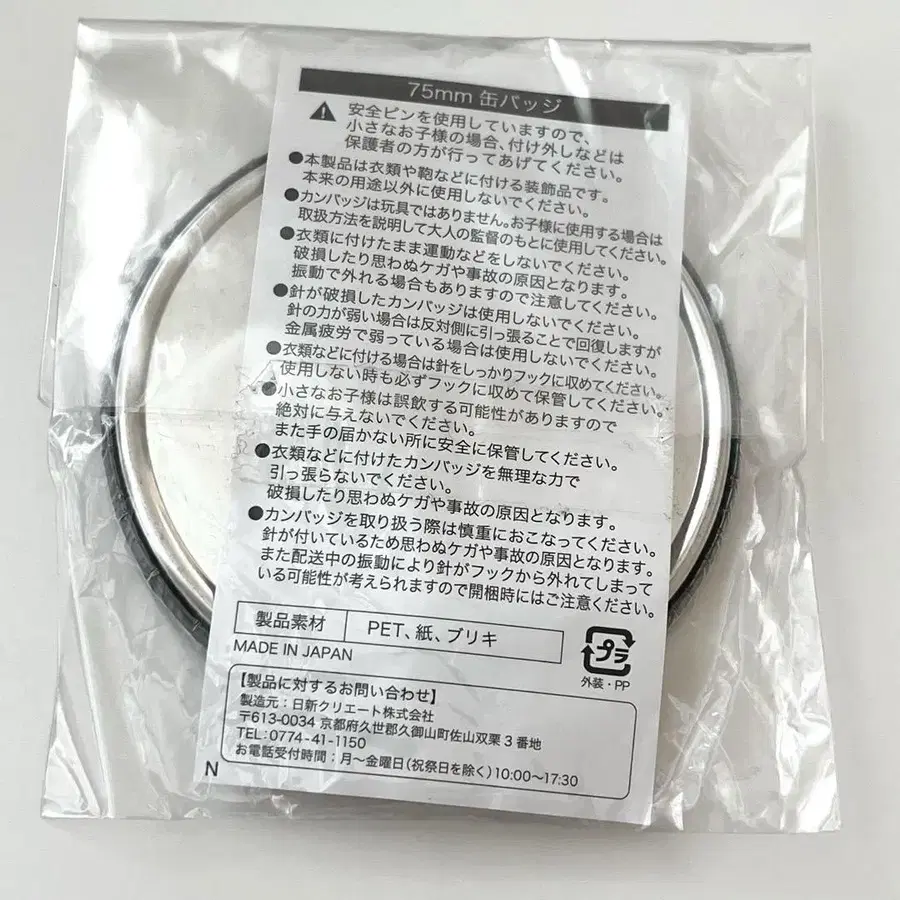 75mm 缶バッジ
安全ピンを使用していますので、
小さなお子様の場合、付け外しなどは
保護者の方が行ってあげてください。
●本製品は衣類や鞄などに付ける装飾品です。
本来の用途以外に使用しないでください。
●カンバッジは玩具ではありません。お子様に使用する場合は
取扱方法を説明して大人の監督のもとに使用してください。
●衣類に付けたまま運動などをしないでください。
破損したり思わぬケガや事故の原因となります。
振動で外れる場合もありますので注意してください。
●針が破損したカンバッジは使用しないでください。
針の力が弱い場合は反対側に引っ張ることで回復しますが
金属疲労で弱っている場合は使用しないでください。
●衣類などに付ける場合は針をしっかりフックに収めてください。
使用しない時も必ずフックに収めて保管してください。
●小さなお子様は誤飲する可能性がありますので
絶対に与えないでください。
また手の届かない所に安全に保管してください。
●衣類などに付けたカンバッジを無理な力で
引っ張らないでください。
破損したり思わぬケガや事故の原因となります。
●カンバッジを取り扱う際は慎重におこなってください。
針が付いているため思わぬケガや事故の原因となります。
また配送中の振動により針がフックから外れてしまって
いる可能性が考えられますので開梱時にはご注意ください。
製品素材 PET、紙、ブリキ
MADE IN JAPAN
プラ
外装・PP
【製品に対するお問い合わせ】
製造元：日新クリエート株式会社
〒613-0034 京都府久世郡久御山町佐山双栗3番地
TEL:0774-41-1150
お電話受付時間：月～金曜日(祝祭日を除く)10:00～17:30
N